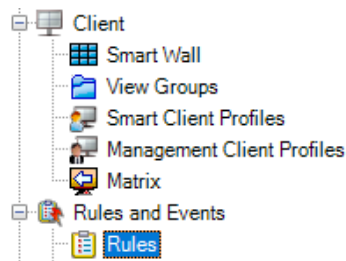 Client
Smart Wall
View Groups
Smart Client Profiles
Management Client Profiles
Matrix
Rules and Events
Rules